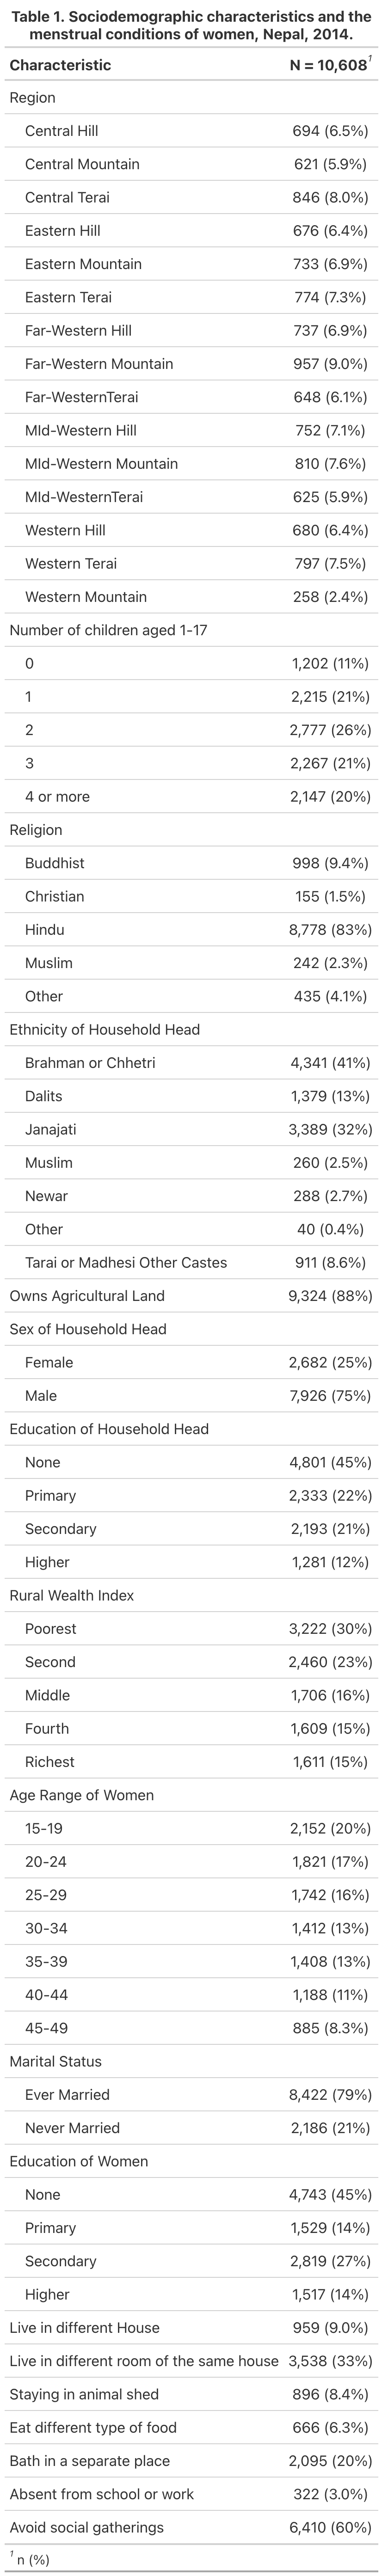 Table 1. Sociodemographic characteristics and the
menstrual conditions of women, Nepal, 2014.
Characteristic N = 10,608¹
Region
Central Hill 694 (6.5%)
Central Mountain 621 (5.9%)
Central Terai 846 (8.0%)
Eastern Hill 676 (6.4%)
Eastern Mountain 733 (6.9%)
Eastern Terai 774 (7.3%)
Far-Western Hill 737 (6.9%)
Far-Western Mountain 957 (9.0%)
Far-WesternTerai 648 (6.1%)
MId-Western Hill 752 (7.1%)
MId-Western Mountain 810 (7.6%)
MId-WesternTerai 625 (5.9%)
Western Hill 680 (6.4%)
Western Terai 797 (7.5%)
Western Mountain 258 (2.4%)
Number of children aged 1-17
0 1,202 (11%)
1 2,215 (21%)
2 2,777 (26%)
3 2,267 (21%)
4 or more 2,147 (20%)
Religion
Buddhist 998 (9.4%)
Christian 155 (1.5%)
Hindu 8,778 (83%)
Muslim 242 (2.3%)
Other 435 (4.1%)
Ethnicity of Household Head
Brahman or Chhetri 4,341 (41%)
Dalits 1,379 (13%)
Janajati 3,389 (32%)
Muslim 260 (2.5%)
Newar 288 (2.7%)
Other 40 (0.4%)
Tarai or Madhesi Other Castes 911 (8.6%)
Owns Agricultural Land 9,324 (88%)
Sex of Household Head
Female 2,682 (25%)
Male 7,926 (75%)
Education of Household Head
None 4,801 (45%)
Primary 2,333 (22%)
Secondary 2,193 (21%)
Higher 1,281 (12%)
Rural Wealth Index
Poorest 3,222 (30%)
Second 2,460 (23%)
Middle 1,706 (16%)
Fourth 1,609 (15%)
Richest 1,611 (15%)
Age Range of Women
15-19 2,152 (20%)
20-24 1,821 (17%)
25-29 1,742 (16%)
30-34 1,412 (13%)
35-39 1,408 (13%)
40-44 1,188 (11%)
45-49 885 (8.3%)
Marital Status
Ever Married 8,422 (79%)
Never Married 2,186 (21%)
Education of Women
None 4,743 (45%)
Primary 1,529 (14%)
Secondary 2,819 (27%)
Higher 1,517 (14%)
Live in different House 959 (9.0%)
Live in different room of the same house 3,538 (33%)
Staying in animal shed 896 (8.4%)
Eat different type of food 666 (6.3%)
Bath in a separate place 2,095 (20%)
Absent from school or work 322 (3.0%)
Avoid social gatherings 6,410 (60%)
¹ n (%)